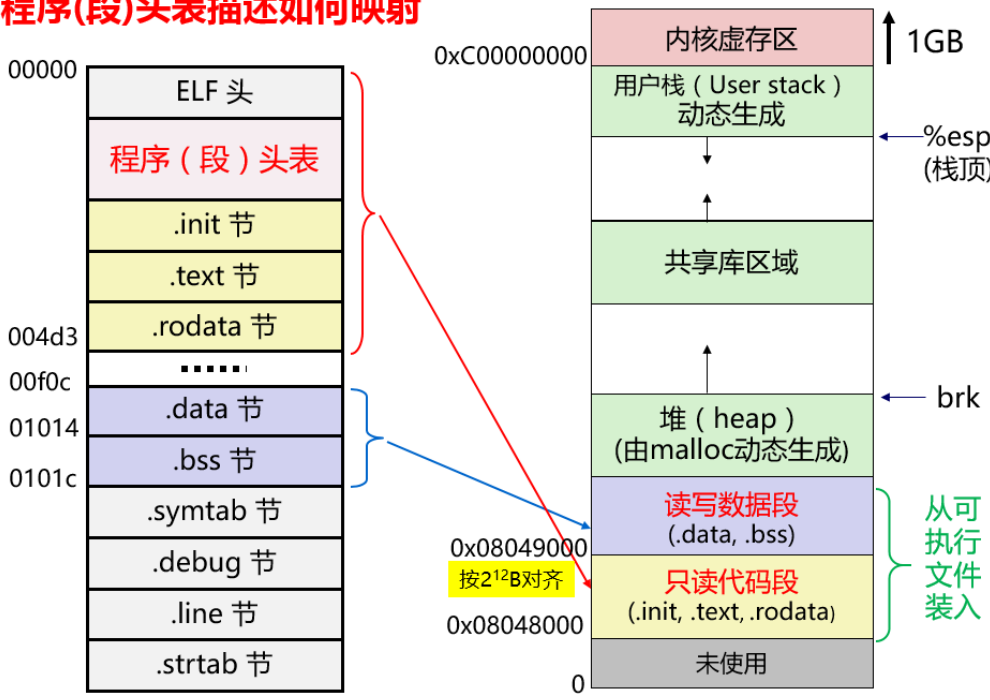 程序(段)头表描述如何映射
00000
ELF 头
程序（段）头表
.init 节
.text 节
.rodata 节
004d3
······
00f0c
.data 节
01014
.bss 节
0101c
.symtab 节
.debug 节
.line 节
.strtab 节
0xC00000000
内核虚存区
1GB
用户栈（User stack）
动态生成
%esp
(栈顶)
共享库区域
brk
堆（heap）
(由malloc动态生成)
读写数据段
(.data, .bss)
0x08049000
按2¹²B对齐
只读代码段
(.init, .text, .rodata)
0x08048000
未使用
0
从可
执行
文件
装入